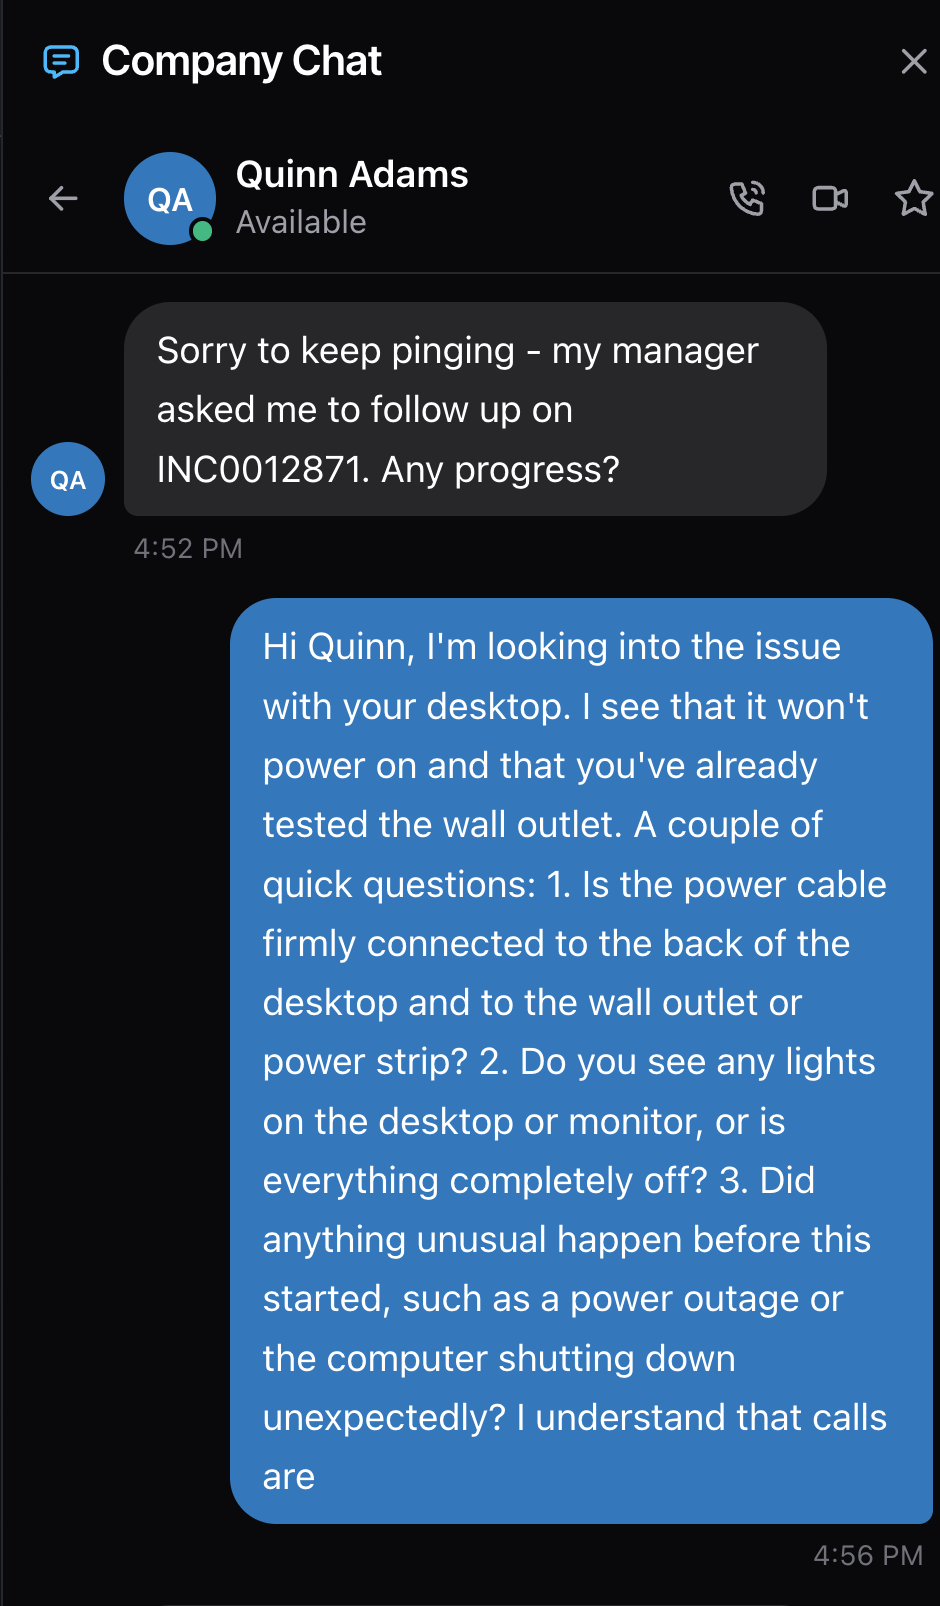 Company Chat
QA
Quinn Adams
Available
Sorry to keep pinging - my manager
asked me to follow up on
INC0012871. Any progress?
QA
4:52 PM
Hi Quinn, I'm looking into the issue
with your desktop. I see that it won't
power on and that you've already
tested the wall outlet. A couple of
quick questions: 1. Is the power cable
firmly connected to the back of the
desktop and to the wall outlet or
power strip? 2. Do you see any lights
on the desktop or monitor, or is
everything completely off? 3. Did
anything unusual happen before this
started, such as a power outage or
the computer shutting down
unexpectedly? I understand that calls
are
4:56 PM